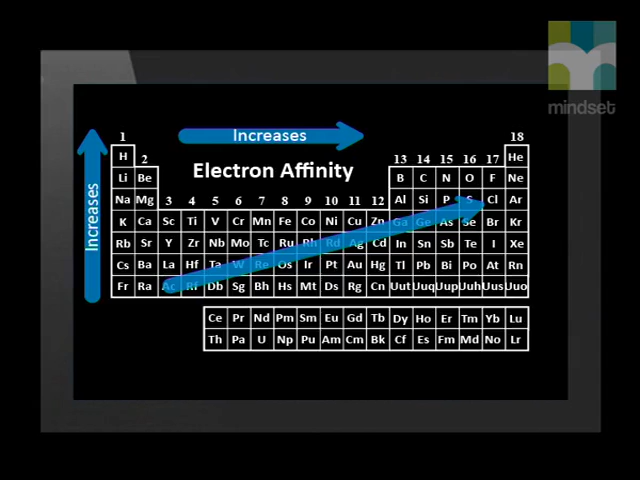 mindset
Increases
1 18
H 2 Electron Affinity 13 14 15 16 17 He
Li Be B C N O F Ne
Na Mg 3 4 5 6 7 8 9 10 11 12 Al Si P S Cl Ar
K Ca Sc Ti V Cr Mn Fe Co Ni Cu Zn Ga Ge As Se Br Kr
Rb Sr Y Zr Nb Mo Tc Ru Rh Rd Ag Cd In Sn Sb Te I Xe
Cs Ba La Hf Ta W Re Os Ir Pt Au Hg Tl Pb Bi Po At Rn
Fr Ra Ac Rf Db Sg Bh Hs Mt Ds Rg Cn Uut Uuq Uup Uuh Uus Uuo
Increases
Ce Pr Nd Pm Sm Eu Gd Tb Dy Ho Er Tm Yb Lu
Th Pa U Np Pu Am Cm Bk Cf Es Fm Md No Lr